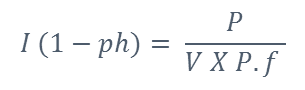 I (1 − ph) = P / V X P.f